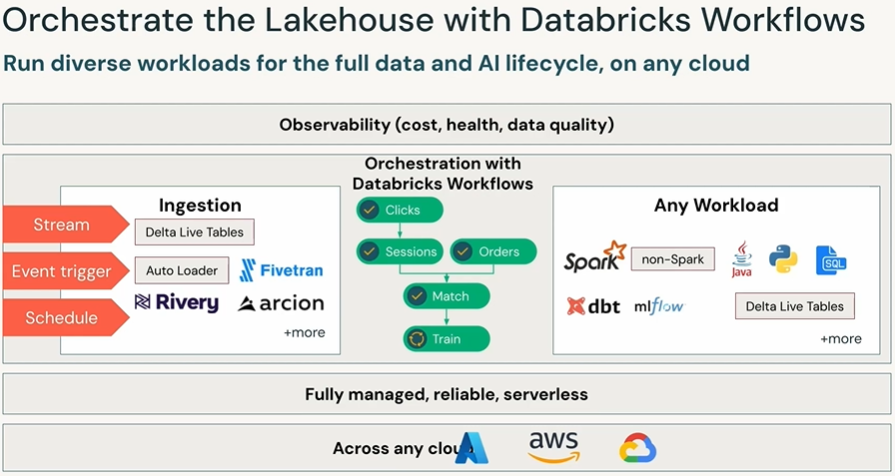 Orchestrate the Lakehouse with Databricks Workflows
Run diverse workloads for the full data and AI lifecycle, on any cloud
Observability (cost, health, data quality)
Orchestration with
Databricks Workflows
Stream
Event trigger
Schedule
Ingestion
Delta Live Tables
Auto Loader
Fivetran
Rivery
arcion
+more
Clicks
Sessions
Orders
Match
Train
Any Workload
Spark
non-Spark
Java
SQL
dbt
mlflow
Delta Live Tables
+more
Fully managed, reliable, serverless
Across any cloud
aws